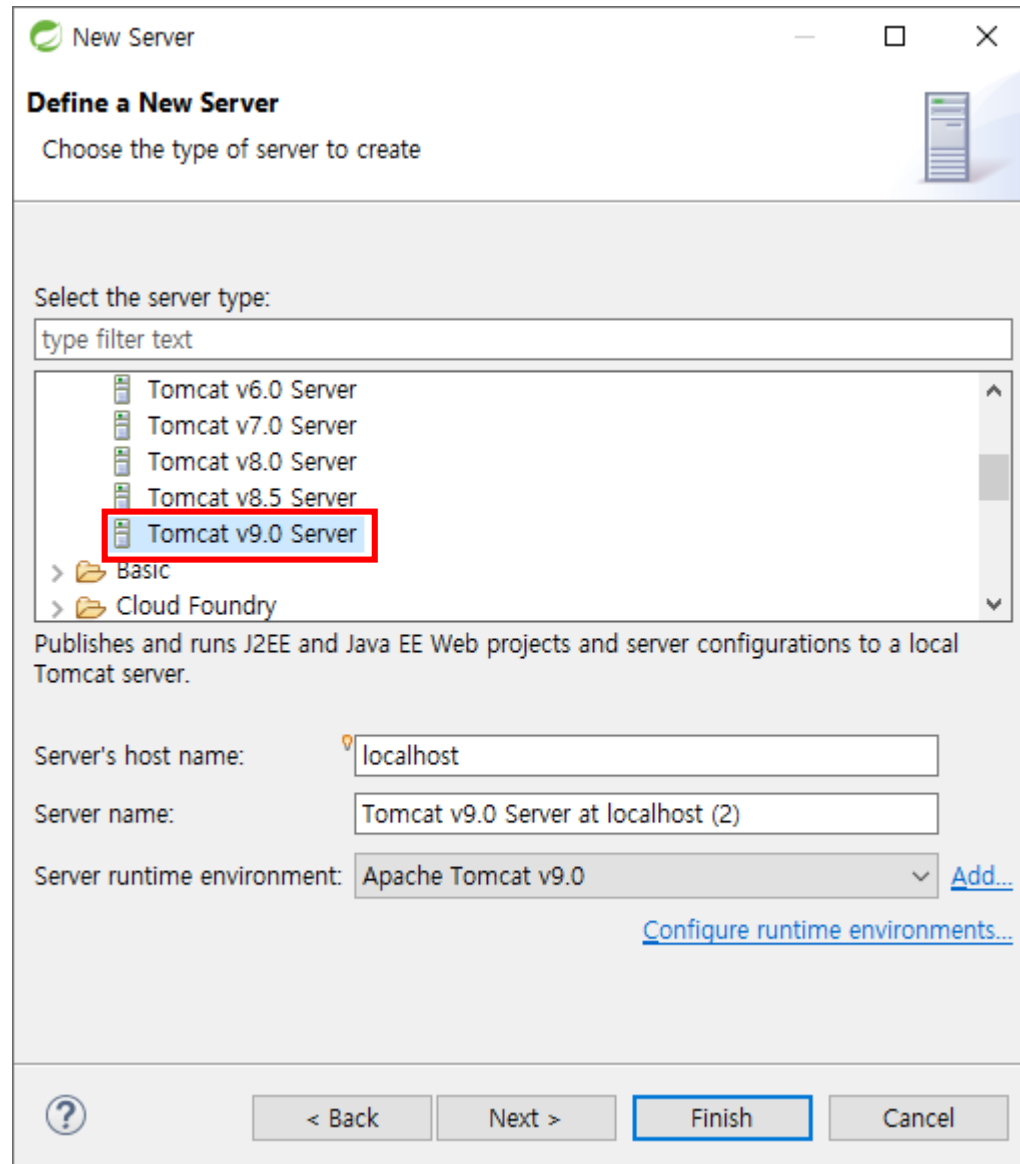 New Server
Define a New Server
Choose the type of server to create
Select the server type:
type filter text
Tomcat v6.0 Server
Tomcat v7.0 Server
Tomcat v8.0 Server
Tomcat v8.5 Server
Tomcat v9.0 Server
Basic
Cloud Foundry
Publishes and runs J2EE and Java EE Web projects and server configurations to a local
Tomcat server.
Server's host name: localhost
Server name: Tomcat v9.0 Server at localhost (2)
Server runtime environment: Apache Tomcat v9.0 Add...
Configure runtime environments...
? < Back Next > Finish Cancel